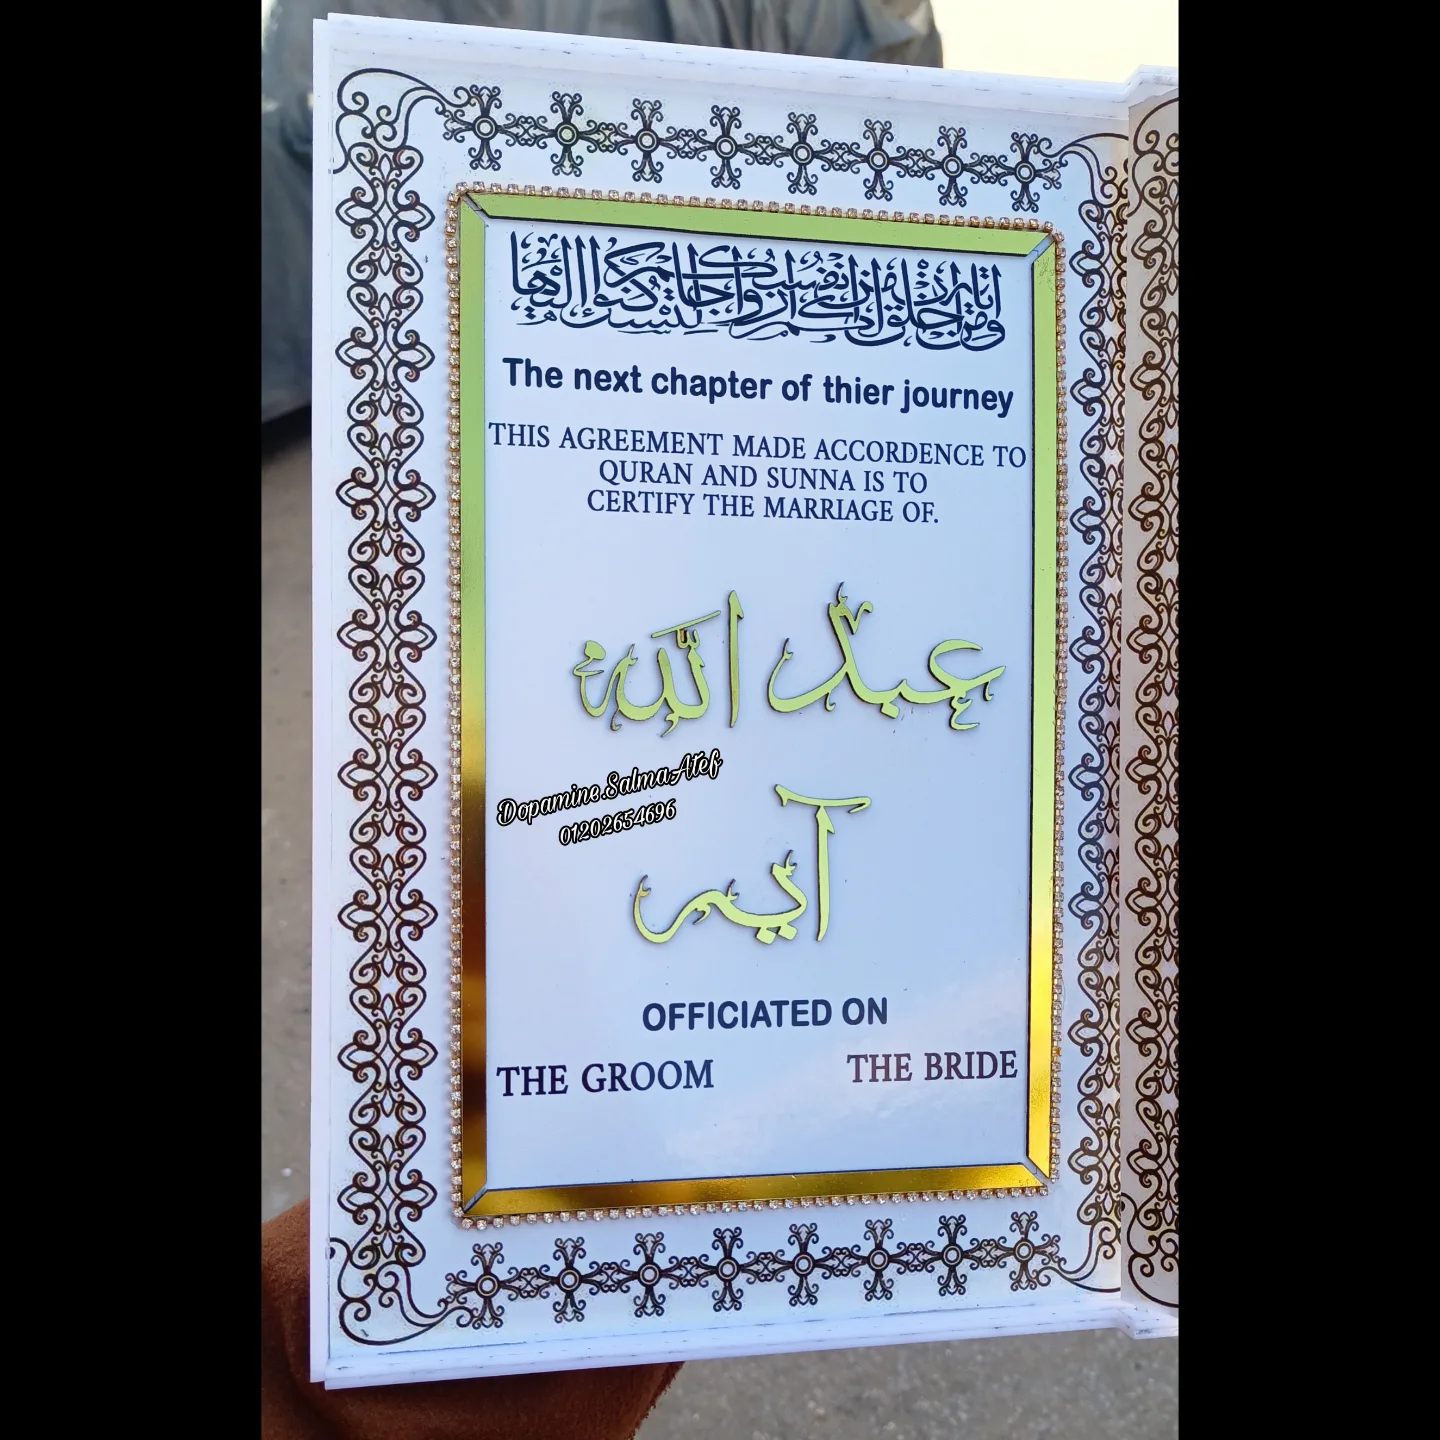 ومن آياته أن خلق لكم من أنفسكم أزواجا لتسكنوا إليها
The next chapter of thier journey
THIS AGREEMENT MADE ACCORDENCE TO
QURAN AND SUNNA IS TO
CERTIFY THE MARRIAGE OF.
عبد الله
Dopamine.SalmaAtef
01202654696
آيه
OFFICIATED ON
THE GROOM THE BRIDE